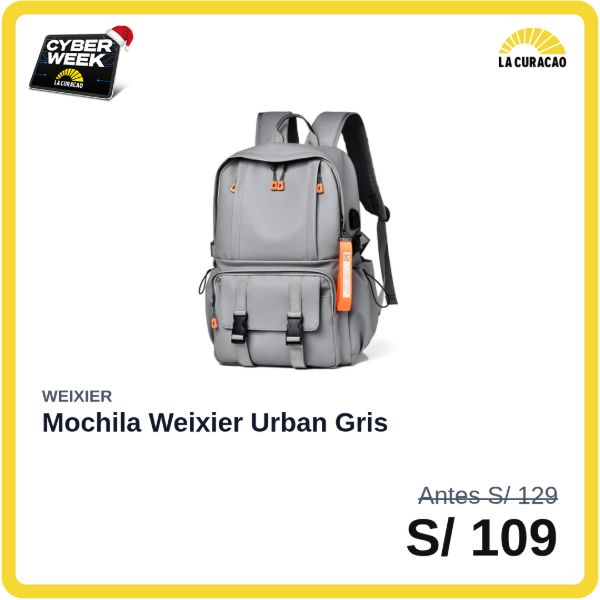 CYBER
WEEK
LA CURACAO
LA CURACAO
WEIXIER
Mochila Weixier Urban Gris
Antes S/ 129
S/ 109